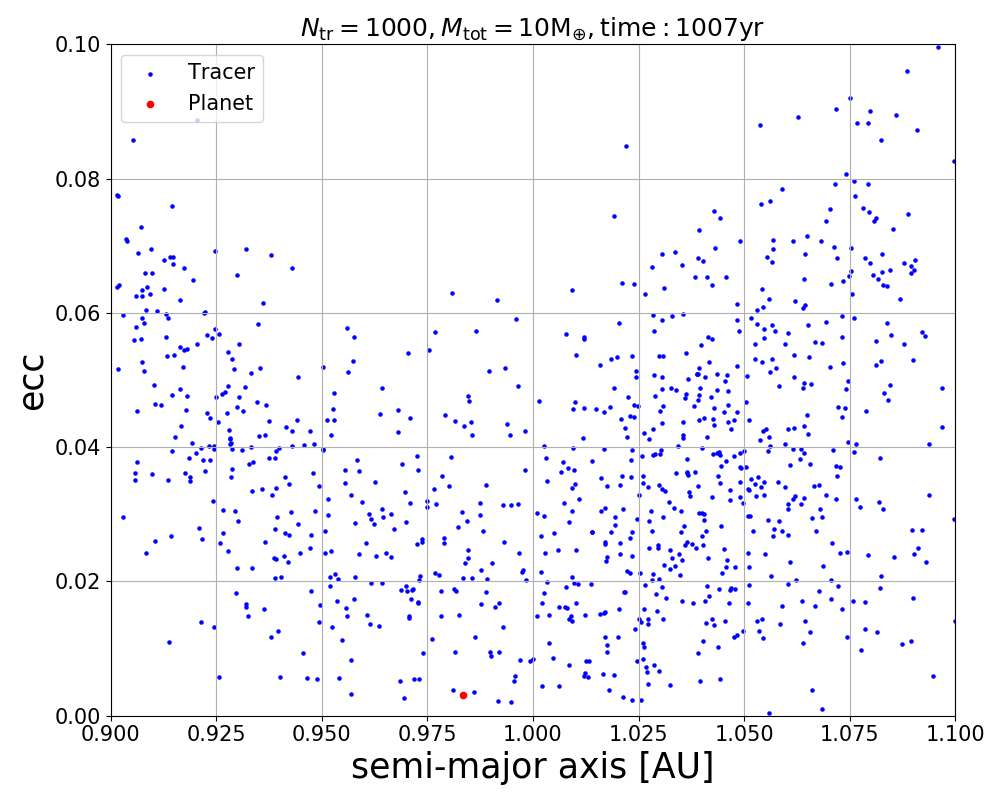 N_tr = 1000, M_tot = 10M_⊕, time : 1007yr
Tracer
Planet
0.10
0.08
0.06
0.04
0.02
0.00
ecc
0.900 0.925 0.950 0.975 1.000 1.025 1.050 1.075 1.100
semi-major axis [AU]